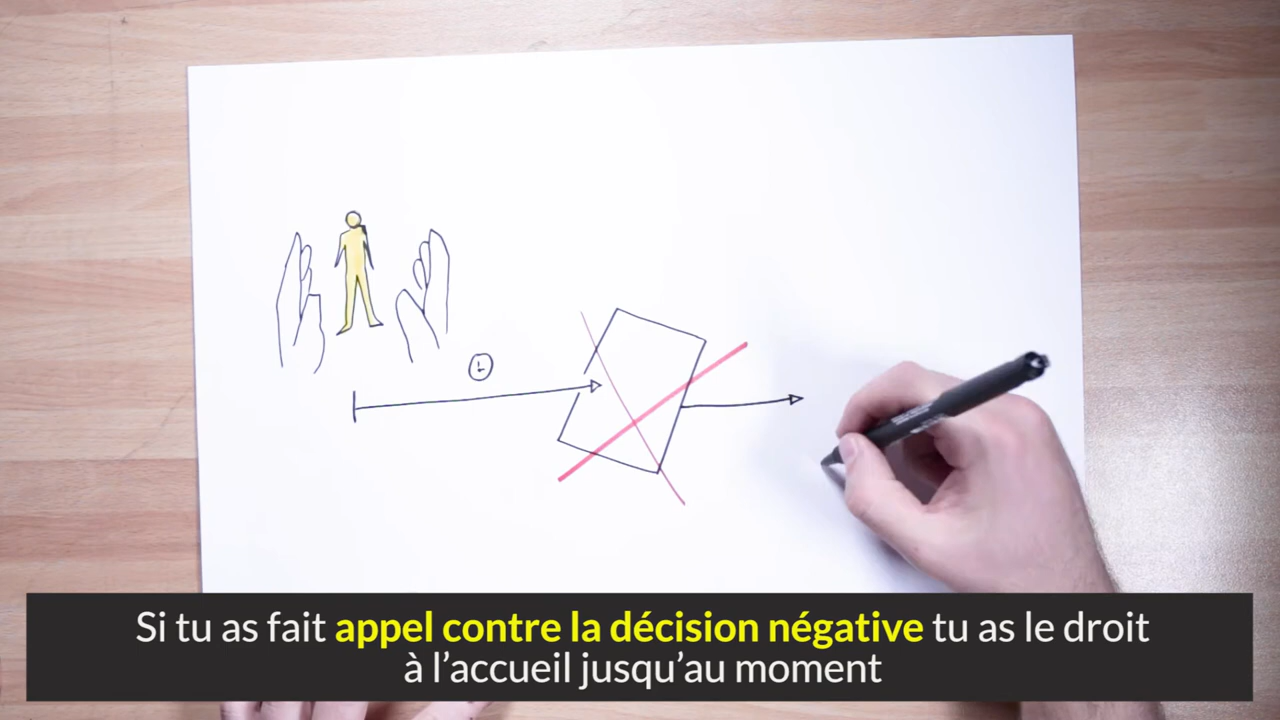 Si tu as fait appel contre la décision négative tu as le droit
à l’accueil jusqu’au moment